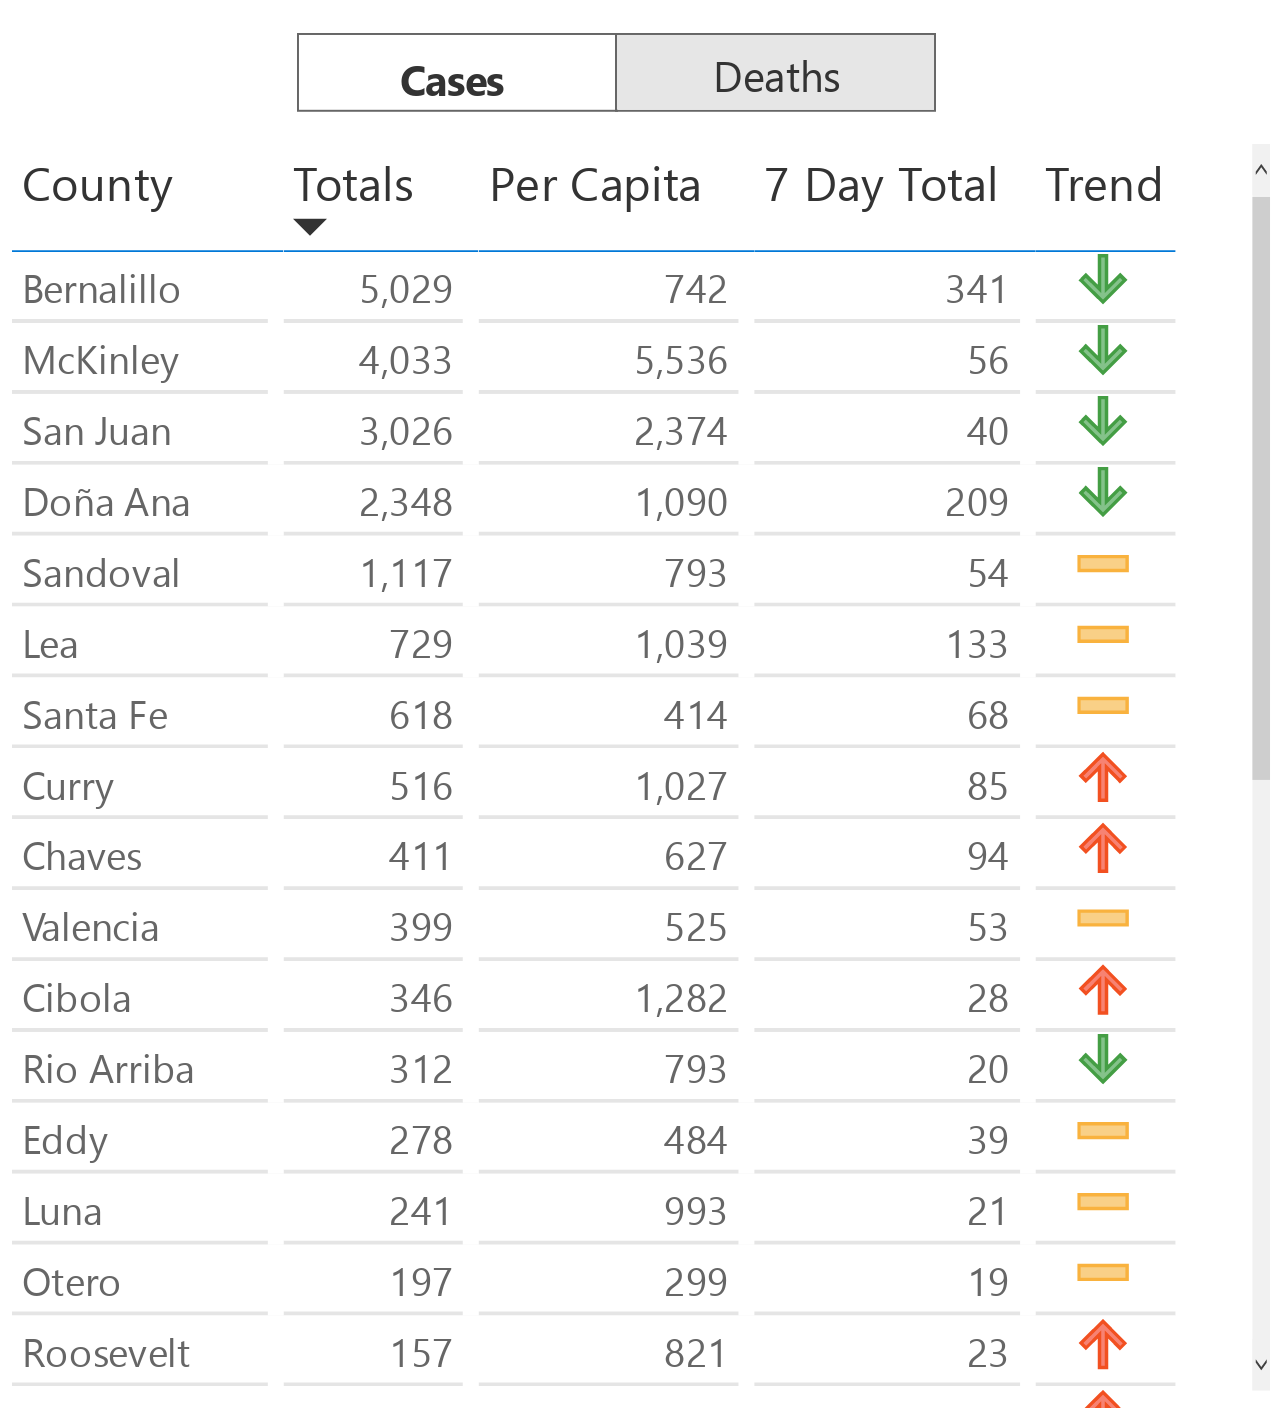 Cases Deaths
County Totals Per Capita 7 Day Total Trend
Bernalillo 5,029 742 341
McKinley 4,033 5,536 56
San Juan 3,026 2,374 40
Doña Ana 2,348 1,090 209
Sandoval 1,117 793 54
Lea 729 1,039 133
Santa Fe 618 414 68
Curry 516 1,027 85
Chaves 411 627 94
Valencia 399 525 53
Cibola 346 1,282 28
Rio Arriba 312 793 20
Eddy 278 484 39
Luna 241 993 21
Otero 197 299 19
Roosevelt 157 821 23